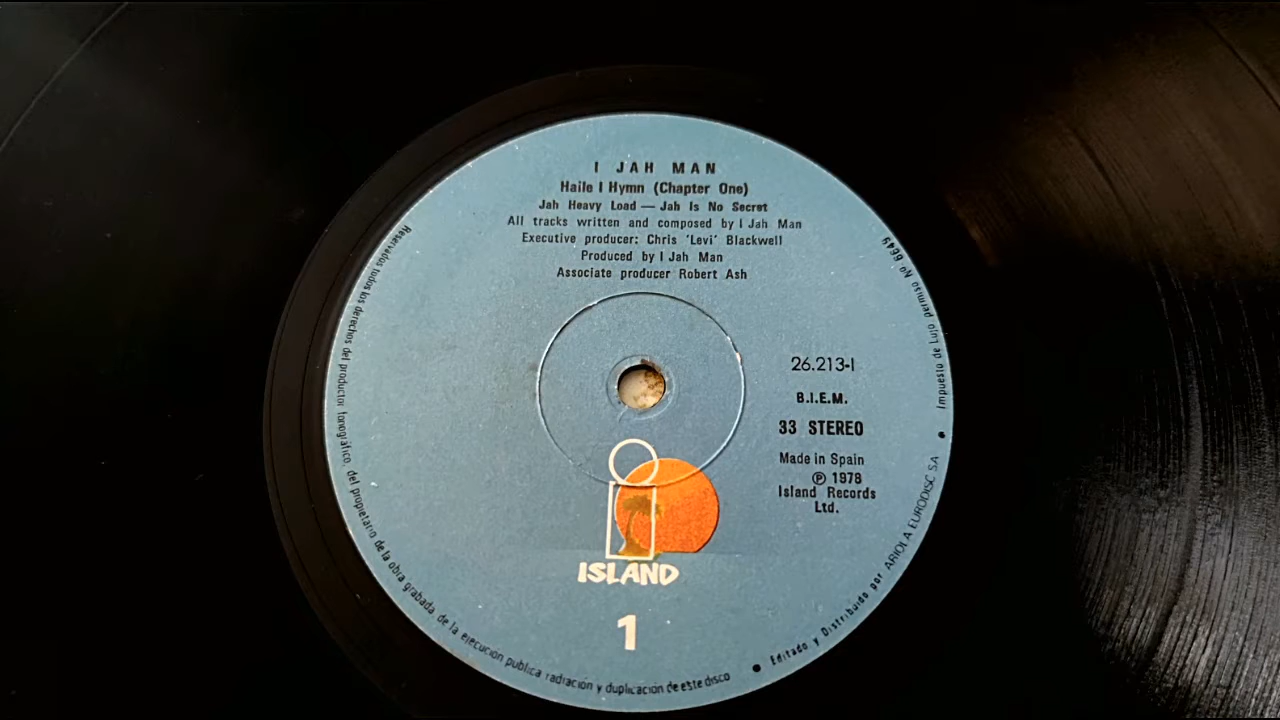 I JAH MAN
Haile I Hymn (Chapter One)
Jah Heavy Load — Jah Is No Secret
All tracks written and composed by I Jah Man
Executive producer: Chris 'Levi' Blackwell
Produced by I Jah Man
Associate producer Robert Ash
26.213-I
B.I.E.M.
33 STEREO
Made in Spain
℗ 1978
Island Records
Ltd.
ISLAND
1
Reservados todos los derechos del productor fonográfico, del propietario de la obra grabada de la ejecución publica radiación y duplicación de este disco
● Editado y Distribuido por ARIOLA EURODISC S.A
● Impuesto de Lujo permiso Nº 6649